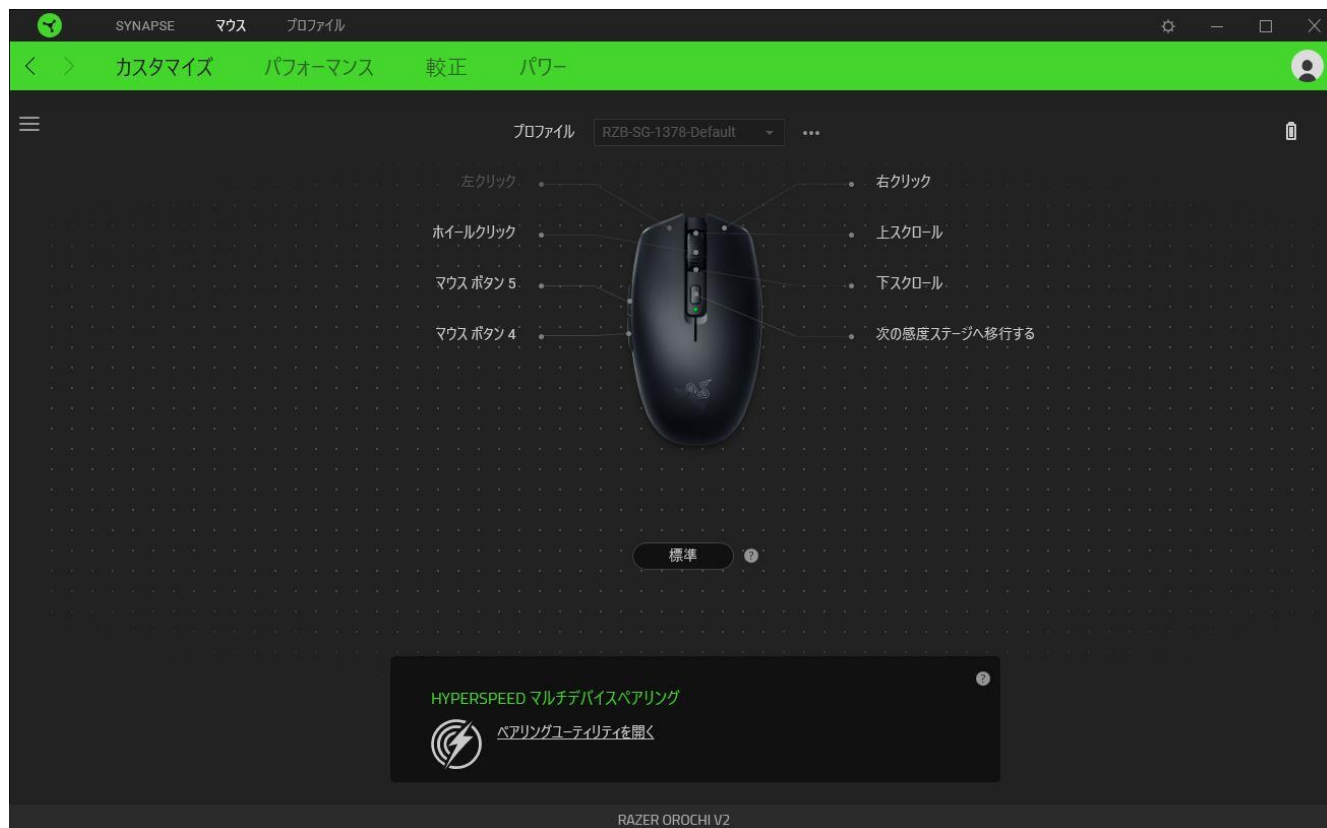 SYNAPSE マウス プロファイル
カスタマイズ パフォーマンス 較正 パワー
プロファイル RZB-SG-1378-Default
左クリック 右クリック
ホイールクリック 上スクロール
マウス ボタン 5 下スクロール
マウス ボタン 4 次の感度ステージへ移行する
標準 ?
?
HYPERSPEED マルチデバイスペアリング
ペアリングユーティリティを開く
RAZER OROCHI V2